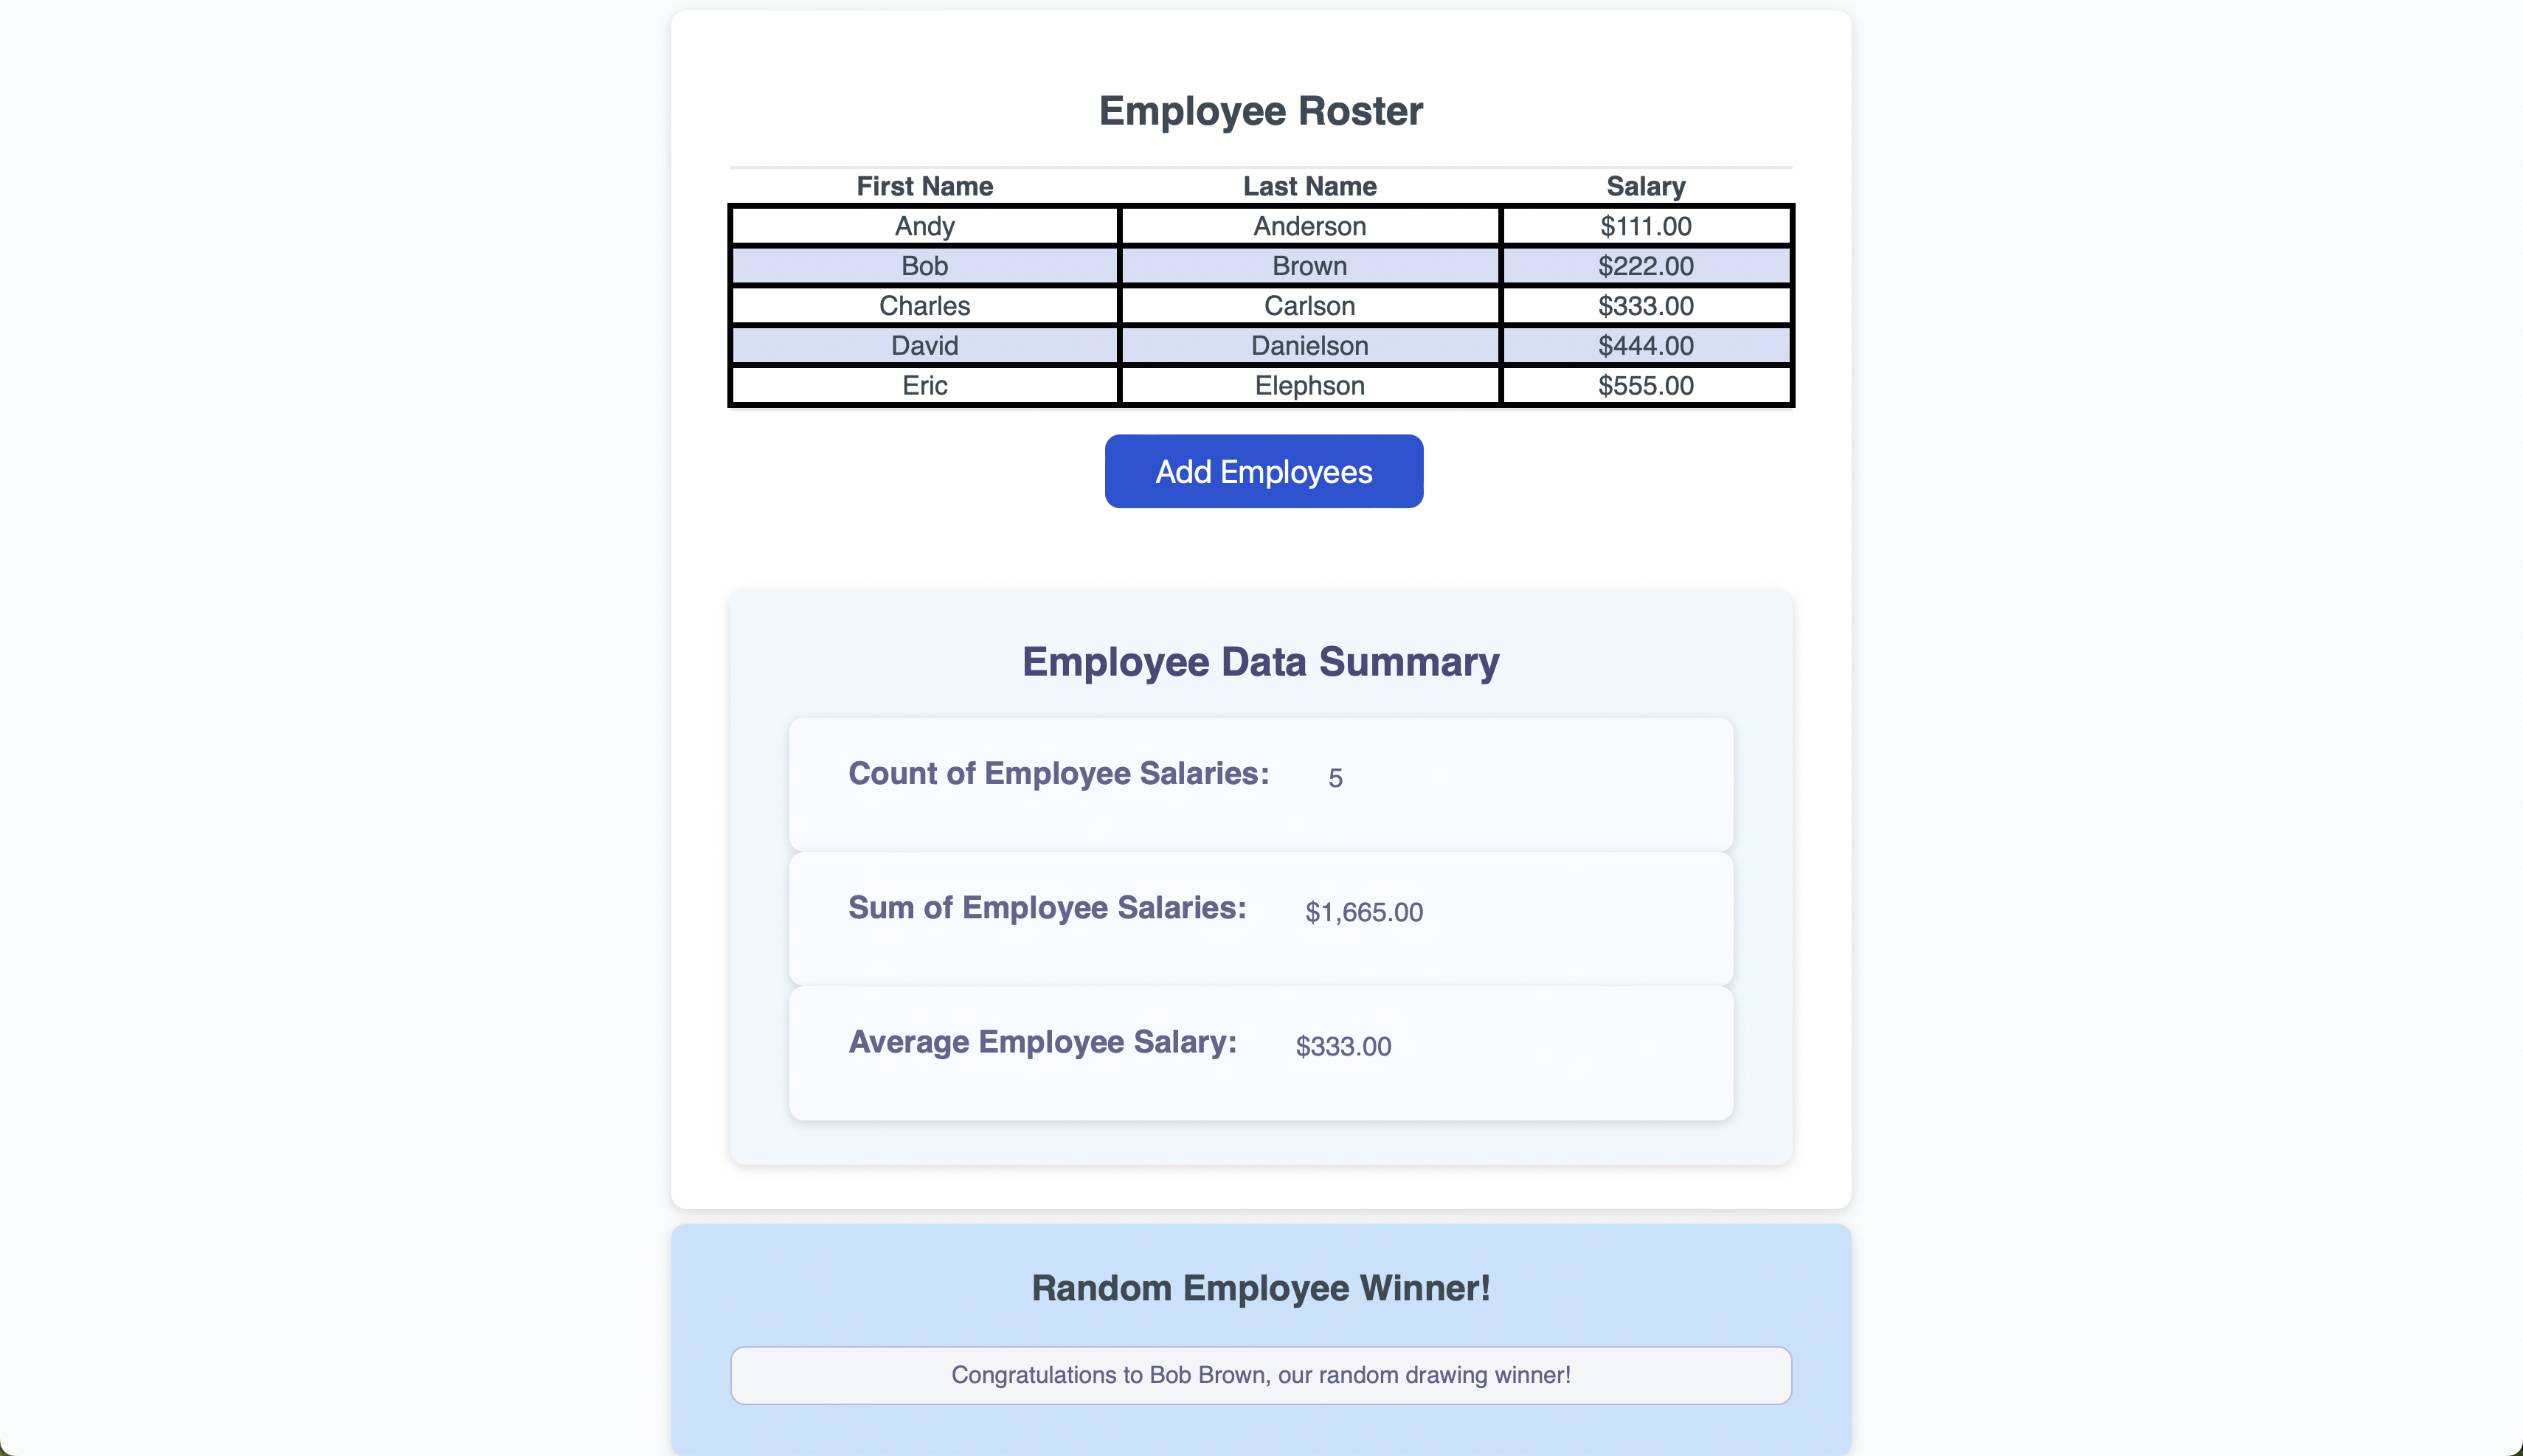 Employee Roster
First Name Last Name Salary
Andy Anderson $111.00
Bob Brown $222.00
Charles Carlson $333.00
David Danielson $444.00
Eric Elephson $555.00
Add Employees
Employee Data Summary
Count of Employee Salaries: 5
Sum of Employee Salaries: $1,665.00
Average Employee Salary: $333.00
Random Employee Winner!
Congratulations to Bob Brown, our random drawing winner!